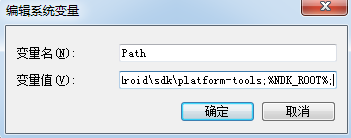 编辑系统变量
变量名(N): Path
变量值(V): roid\sdk\platform-tools;%NDK_ROOT%;
确定 取消